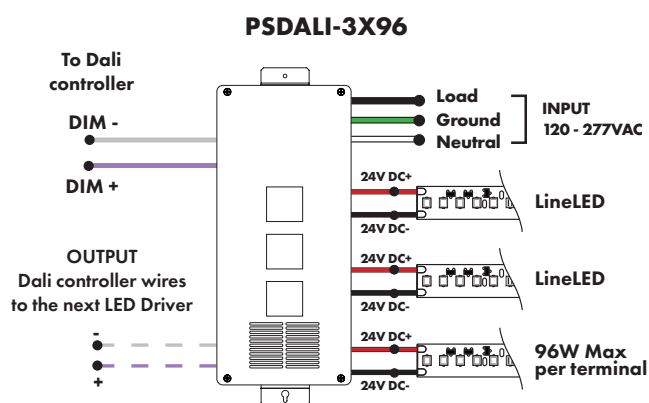 PSDALI-3X96
To Dali
controller
DIM -
DIM +
OUTPUT
Dali controller wires
to the next LED Driver
-
+
Load
Ground
Neutral
INPUT
120 - 277VAC
24V DC+
24V DC-
LineLED
24V DC+
24V DC-
LineLED
24V DC+
24V DC-
96W Max
per terminal